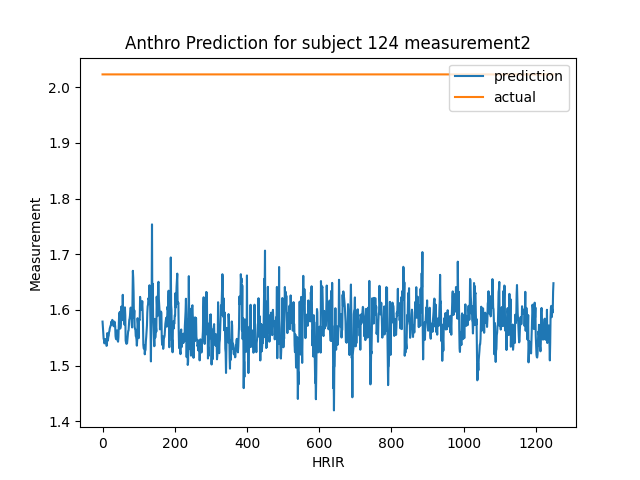 Anthro Prediction for subject 124 measurement2
prediction
actual
2.0
1.9
1.8
1.7
1.6
1.5
1.4
Measurement
0 200 400 600 800 1000 1200
HRIR